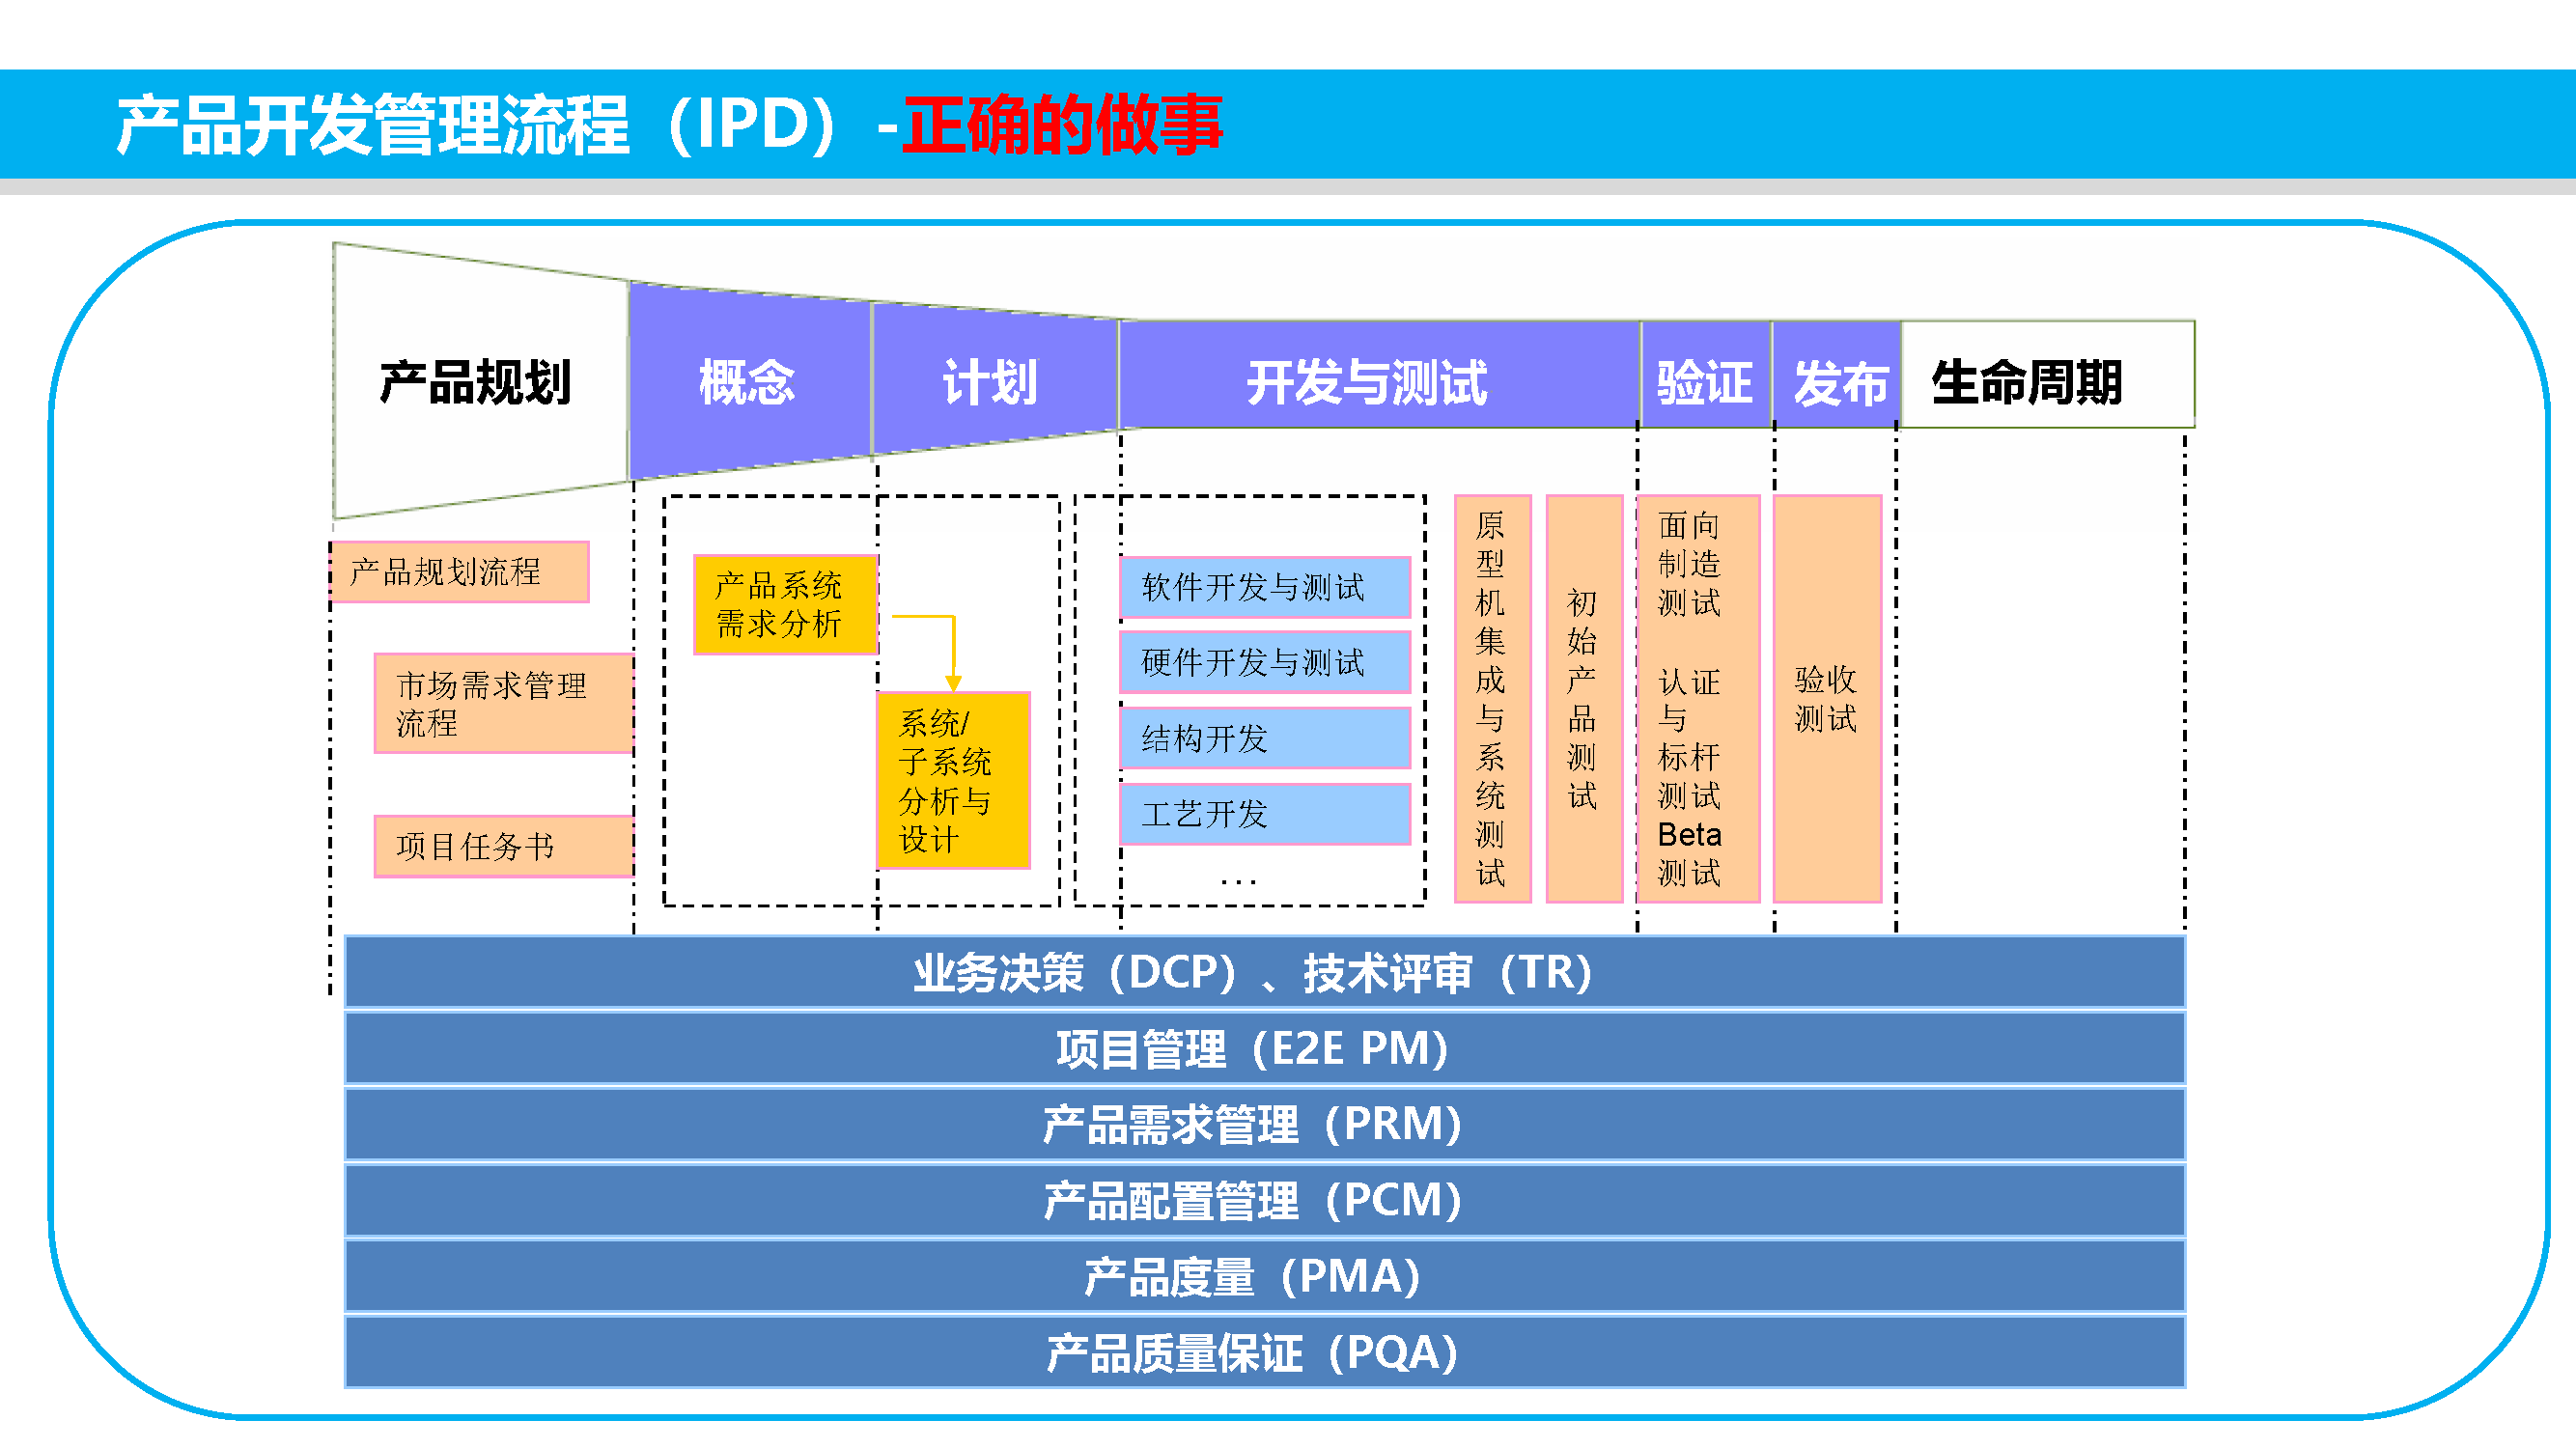 产品开发管理流程（IPD）-正确的做事
产品规划
概念
计划
开发与测试
验证
发布
生命周期
产品规划流程
市场需求管理
流程
项目任务书
产品系统
需求分析
系统/
子系统
分析与
设计
软件开发与测试
硬件开发与测试
结构开发
工艺开发
...
原
型
机
集
成
与
系
统
测
试
初
始
产
品
测
试
面向
制造
测试
认证
与
标杆
测试
Beta
测试
验收
测试
业务决策（DCP）、技术评审（TR）
项目管理（E2E PM）
产品需求管理（PRM）
产品配置管理（PCM）
产品度量（PMA）
产品质量保证（PQA）